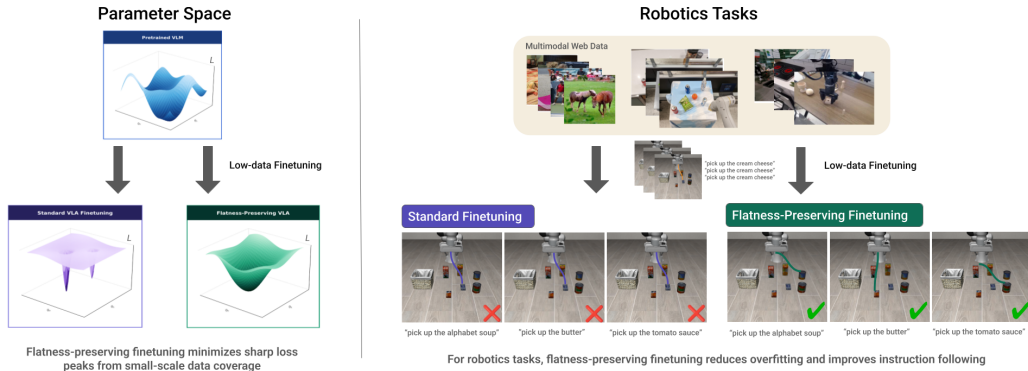 Parameter Space
Pretrained VLM
L
Low-data Finetuning
Standard VLA Finetuning
L
Flatness-Preserving VLA
L
Flatness-preserving finetuning minimizes sharp loss
peaks from small-scale data coverage
Robotics Tasks
Multimodal Web Data
"pick up the cream cheese"
"pick up the cream cheese"
"pick up the cream cheese"
Low-data Finetuning
Standard Finetuning
"pick up the alphabet soup"
"pick up the butter"
"pick up the tomato sauce"
Flatness-Preserving Finetuning
"pick up the alphabet soup"
"pick up the butter"
"pick up the tomato sauce"
For robotics tasks, flatness-preserving finetuning reduces overfitting and improves instruction following